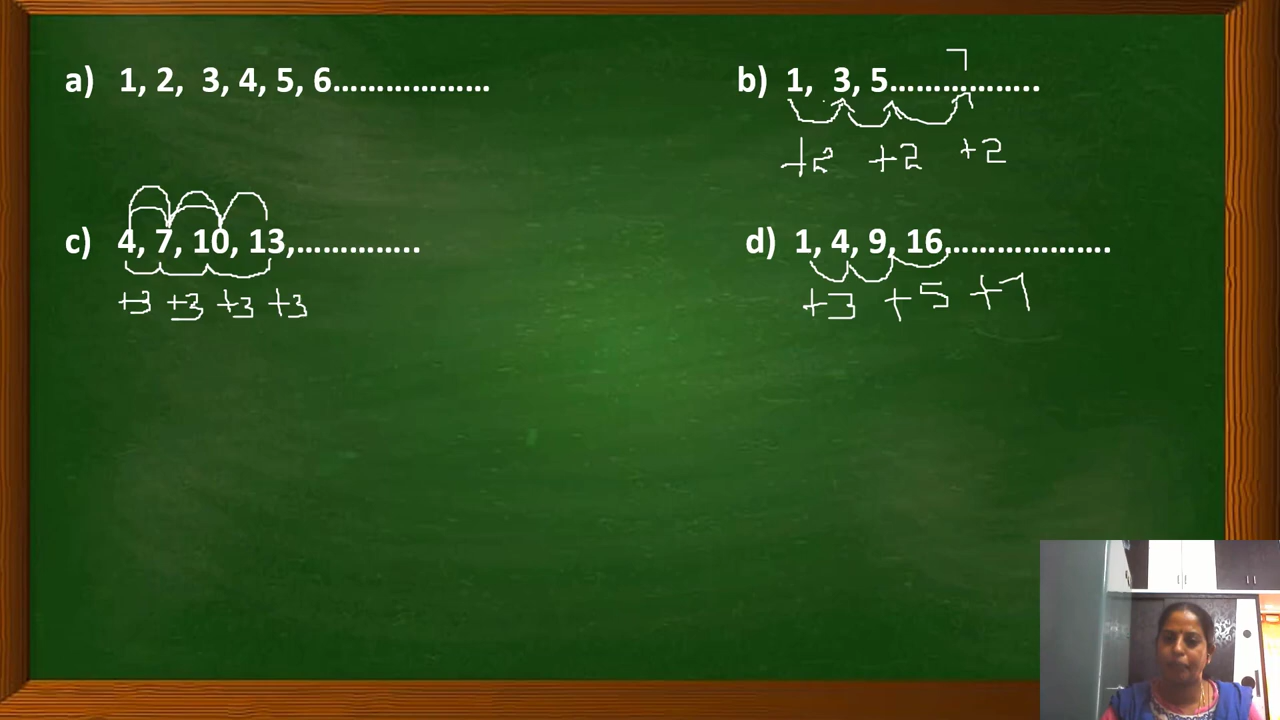 a) 1, 2, 3, 4, 5, 6………………
b) 1, 3, 5……………..
7
+2 +2 +2
c) 4, 7, 10, 13,…………..
+3 +3 +3 +3
d) 1, 4, 9, 16……………….
+3 +5 +7